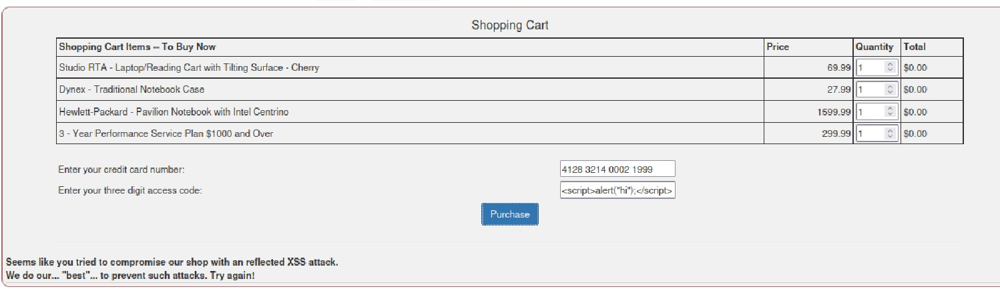 Shopping Cart
Shopping Cart Items -- To Buy Now Price Quantity Total
Studio RTA - Laptop/Reading Cart with Tilting Surface - Cherry 69.99 1 $0.00
Dynex - Traditional Notebook Case 27.99 1 $0.00
Hewlett-Packard - Pavilion Notebook with Intel Centrino 1599.99 1 $0.00
3 - Year Performance Service Plan $1000 and Over 299.99 1 $0.00
Enter your credit card number: 4128 3214 0002 1999
Enter your three digit access code: <script>alert("hi");</script>
Purchase
Seems like you tried to compromise our shop with an reflected XSS attack.
We do our... "best"... to prevent such attacks. Try again!